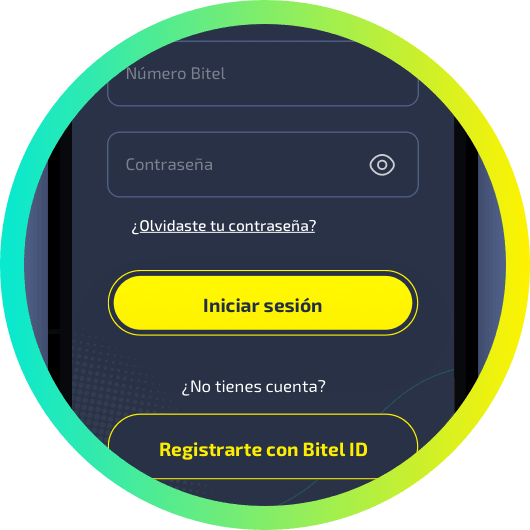 Número Bitel
Contraseña
¿Olvidaste tu contraseña?
Iniciar sesión
¿No tienes cuenta?
Registrarte con Bitel ID